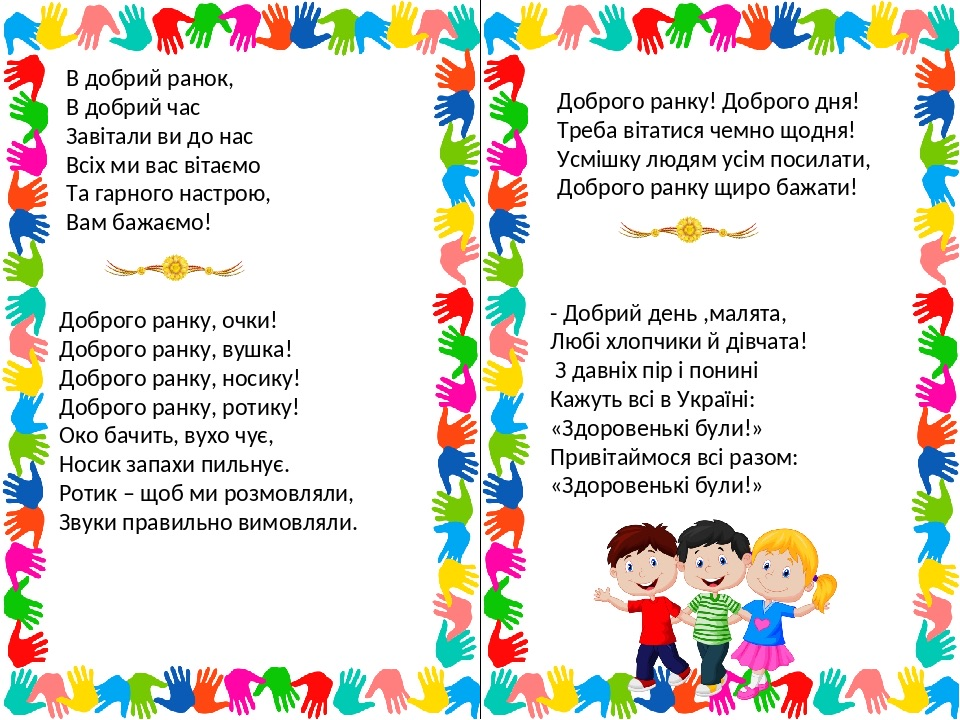 В добрий ранок,
В добрий час
Завітали ви до нас
Всіх ми вас вітаємо
Та гарного настрою,
Вам бажаємо!
Доброго ранку, очки!
Доброго ранку, вушка!
Доброго ранку, носику!
Доброго ранку, ротику!
Око бачить, вухо чує,
Носик запахи пильнує.
Ротик – щоб ми розмовляли,
Звуки правильно вимовляли.
Доброго ранку! Доброго дня!
Треба вітатися чемно щодня!
Усмішку людям усім посилати,
Доброго ранку щиро бажати!
- Добрий день ,малята,
Любі хлопчики й дівчата!
З давніх пір і понині
Кажуть всі в Україні:
«Здоровенькі були!»
Привітаймося всі разом:
«Здоровенькі були!»